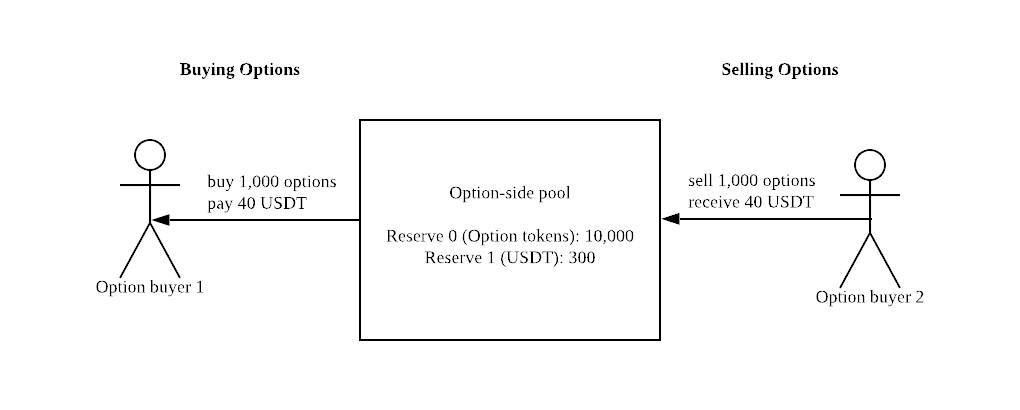 Buying Options
Selling Options
buy 1,000 options
pay 40 USDT
Option buyer 1
Option-side pool
Reserve 0 (Option tokens): 10,000
Reserve 1 (USDT): 300
sell 1,000 options
receive 40 USDT
Option buyer 2